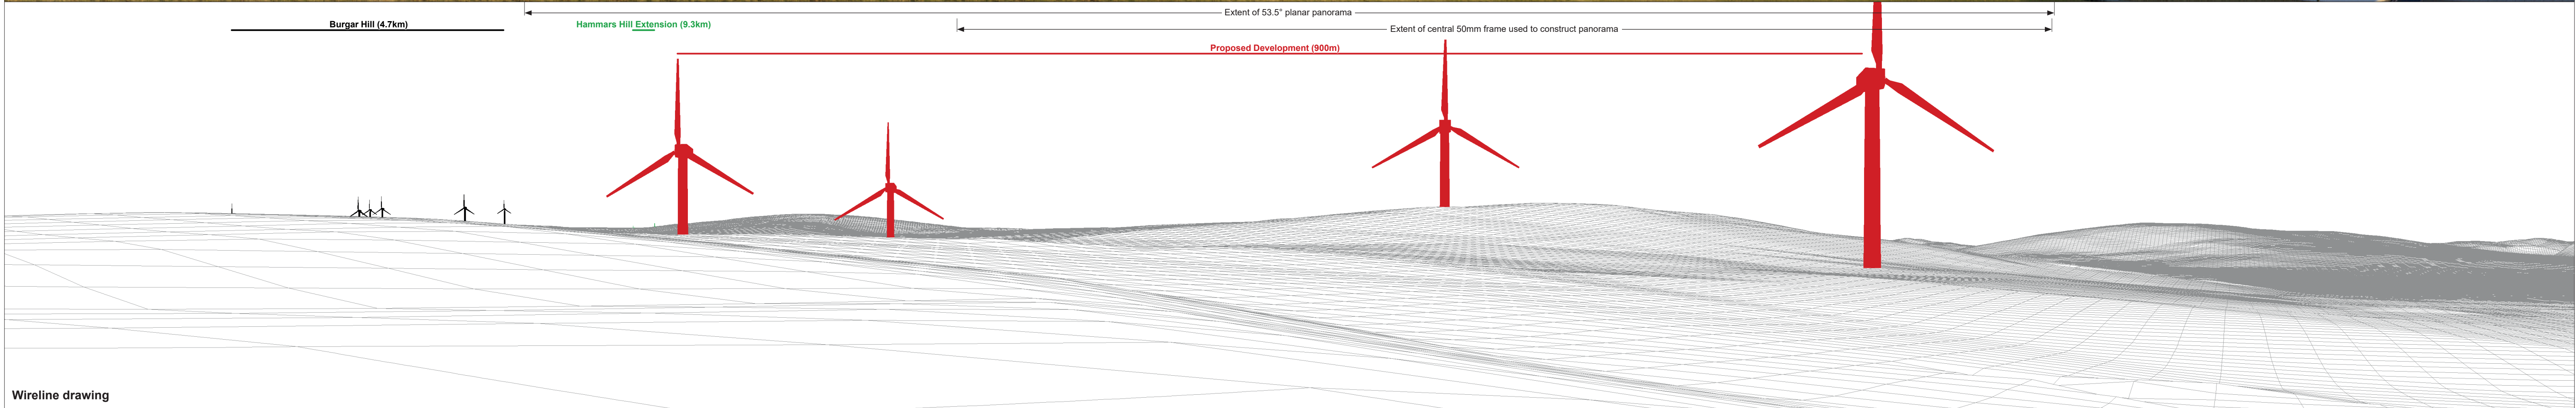 Extent of 53.5° planar panorama
Burgar Hill (4.7km)
Hammars Hill Extension (9.3km)
Extent of central 50mm frame used to construct panorama
Proposed Development (900m)
Wireline drawing